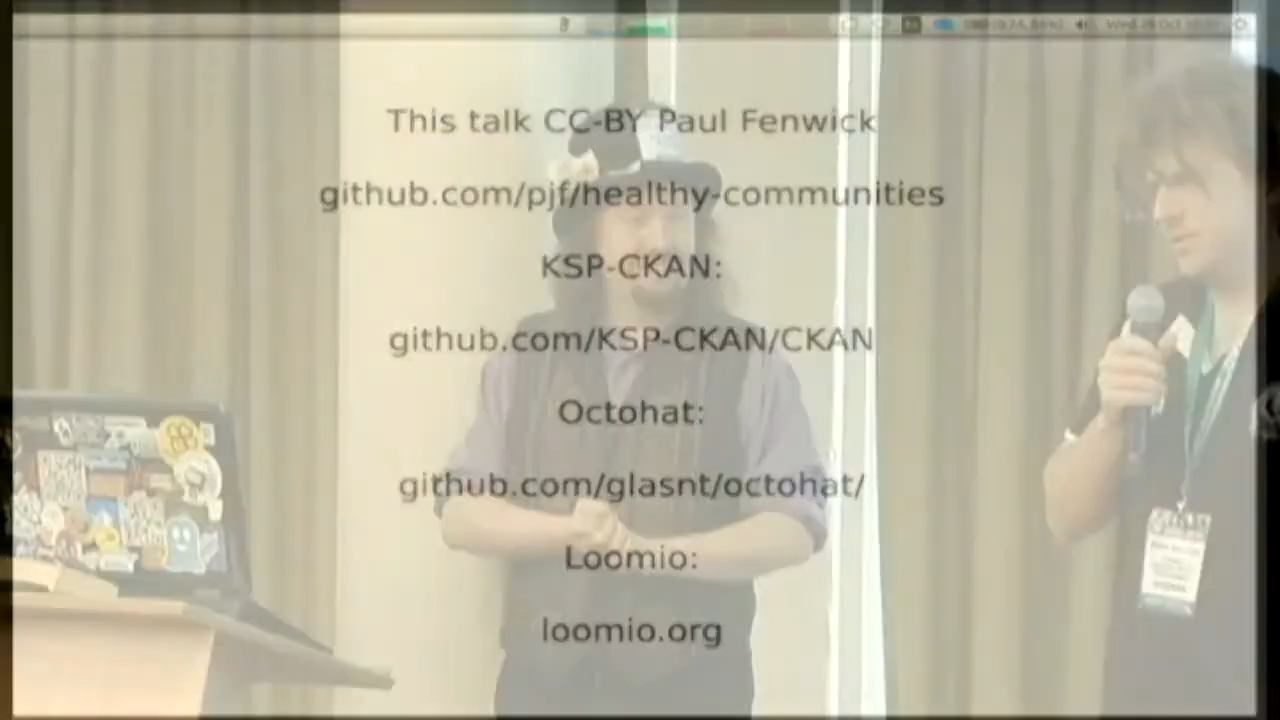 This talk CC-BY Paul Fenwick
github.com/pjf/healthy-communities
KSP-CKAN:
github.com/KSP-CKAN/CKAN
Octohat:
github.com/glasnt/octohat/
Loomio:
loomio.org